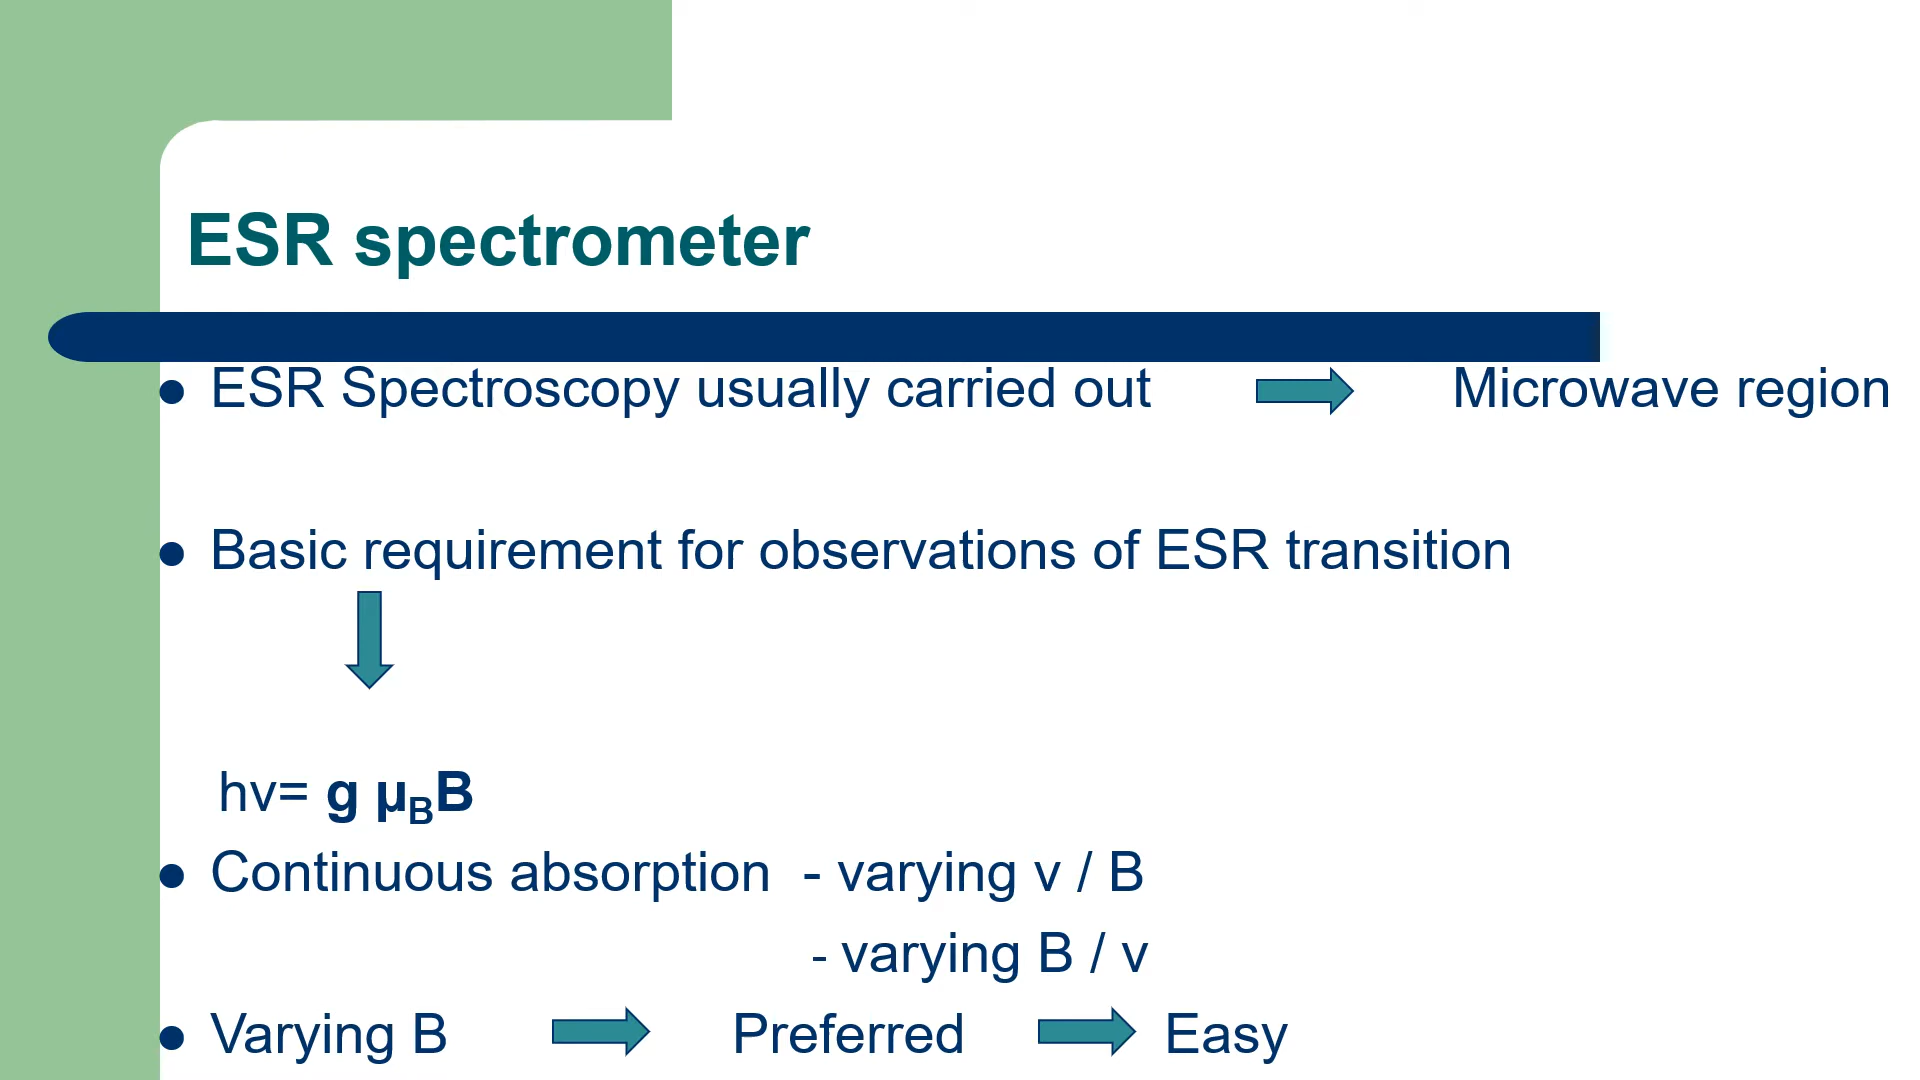 ESR spectrometer
ESR Spectroscopy usually carried out Microwave region
Basic requirement for observations of ESR transition
hv= g µBB
Continuous absorption - varying v / B
- varying B / v
Varying B Preferred Easy